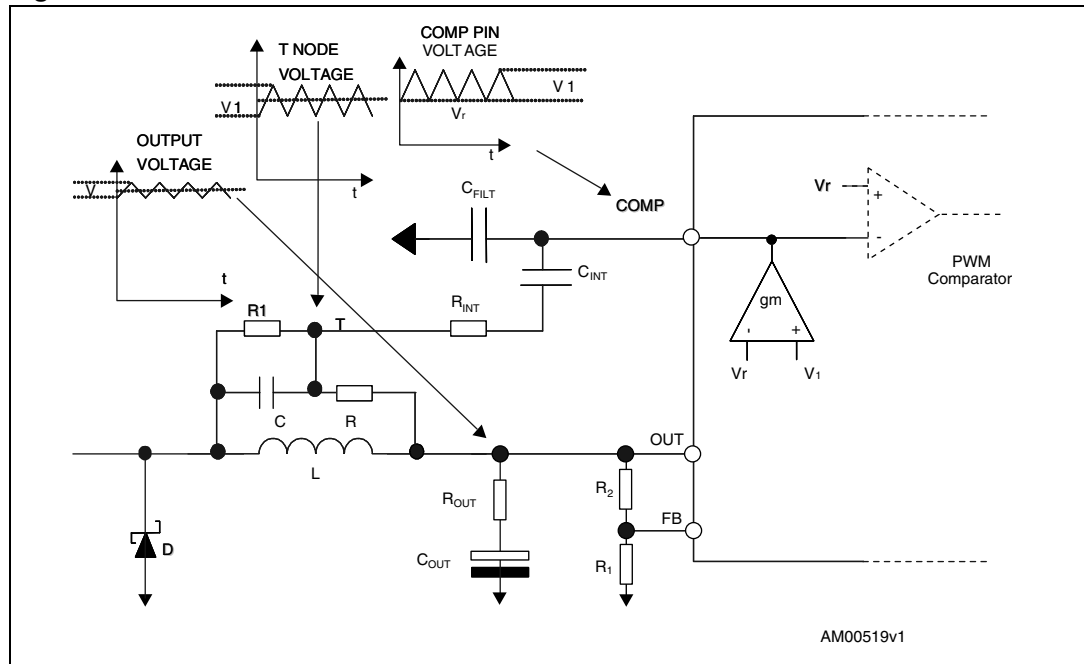 COMP PIN
VOLTAGE
T NODE
VOLTAGE
V1
V1
Vr
t
OUTPUT
VOLTAGE
V
t
t
COMP
CFILT
Vr
+
-
PWM
Comparator
CINT
gm
-
+
Vr
V1
RINT
R1
T
C
R
L
OUT
ROUT
R2
FB
D
COUT
R1
AM00519v1